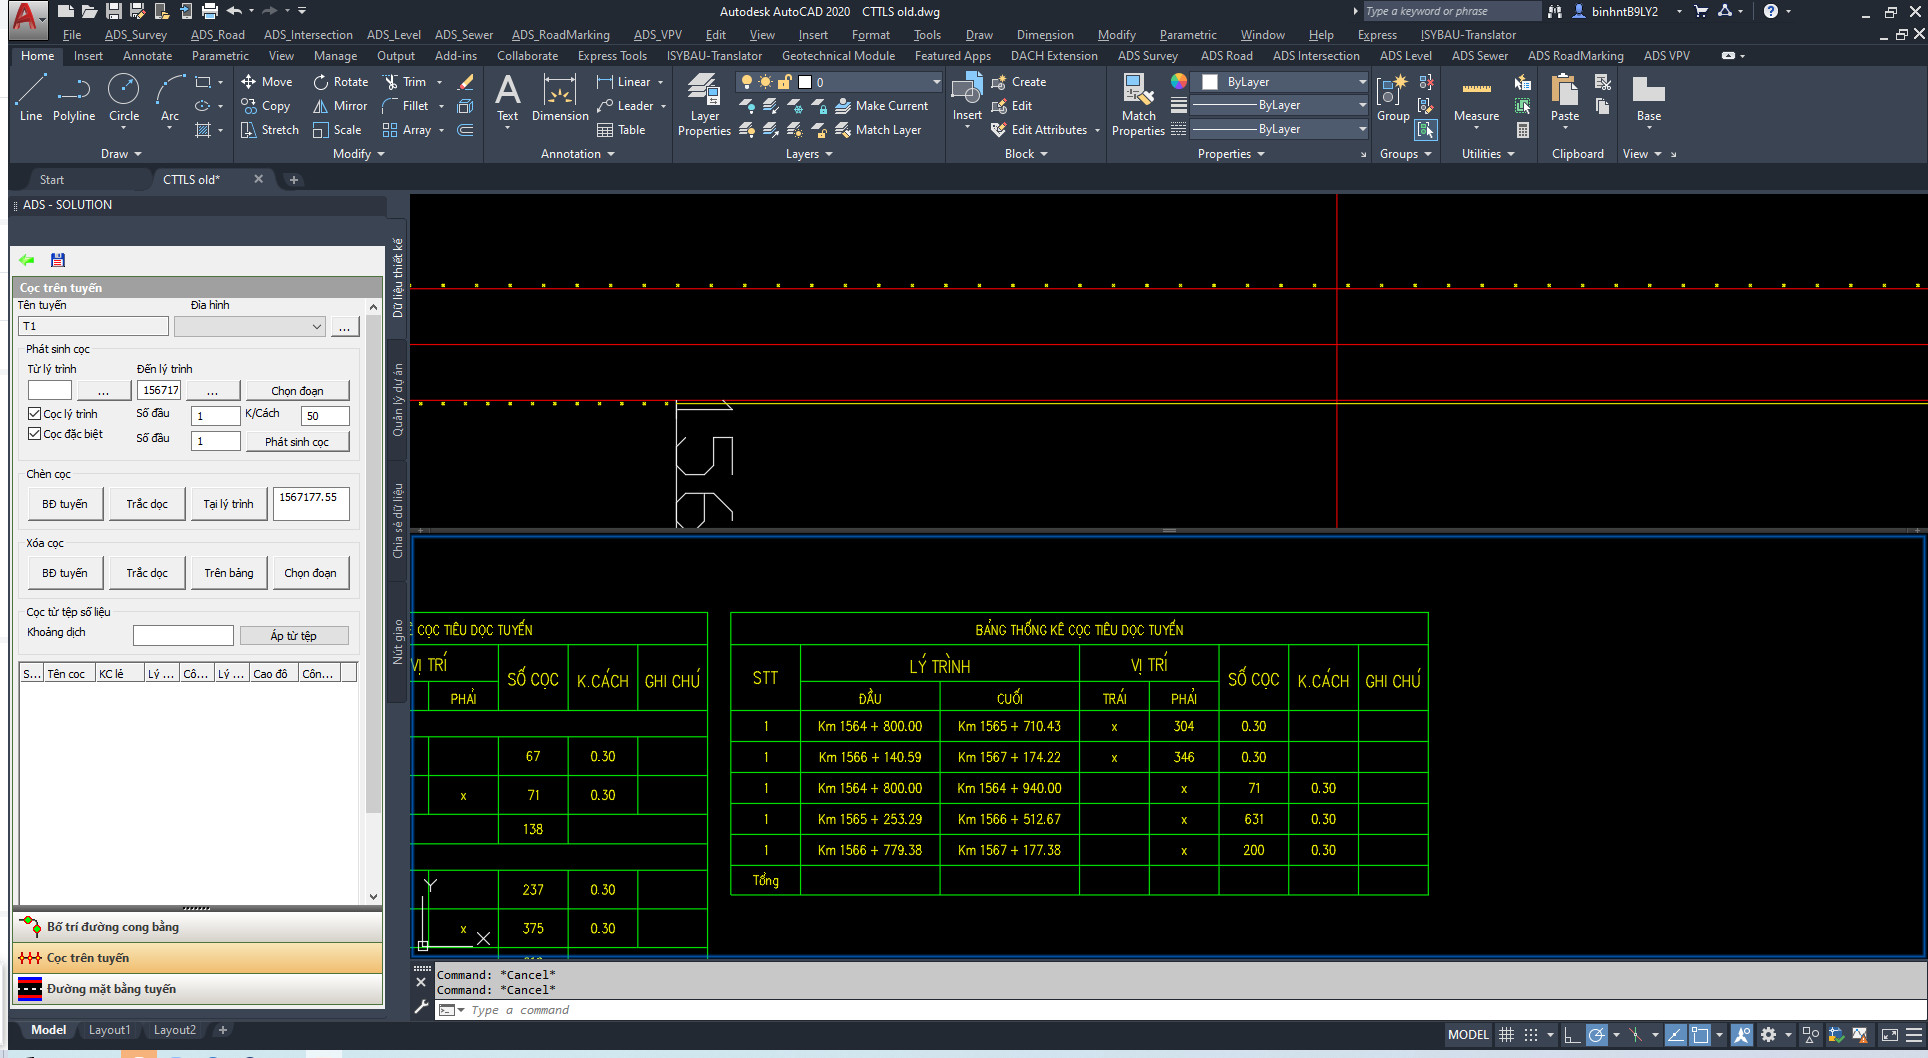 Autodesk AutoCAD 2020   CTTLS old.dwg
Type a keyword or phrase
binhntB9LY2
File ADS_Survey ADS_Road ADS_Intersection ADS_Level ADS_Sewer ADS_RoadMarking ADS_VPV Edit View Insert Format Tools Draw Dimension Modify Parametric Window Help Express ISYBAU-Translator
Home Insert Annotate Parametric View Manage Output Add-ins Collaborate Express Tools ISYBAU-Translator Geotechnical Module Featured Apps DACH Extension ADS Survey ADS Road ADS Intersection ADS Level ADS Sewer ADS RoadMarking ADS VPV
Line Polyline Circle Arc
Draw
Move Rotate Trim
Copy Mirror Fillet
Stretch Scale Array
Modify
Text Dimension
Linear
Leader
Table
Annotation
Layer Properties
0
Make Current
Match Layer
Layers
Insert
Create
Edit
Edit Attributes
Block
Match Properties
ByLayer
ByLayer
ByLayer
Properties
Group
Groups
Measure
Utilities
Paste
Clipboard
Base
View
Start CTTLS old*
ADS - SOLUTION
Dữ liệu thiết kế
Quản lý dự án
Chia sẻ dữ liệu
Nút giao
Cọc trên tuyến
Tên tuyến Đia hình
T1 ...
Phát sinh cọc
Từ lý trình Đến lý trình
... 156717 ... Chọn đoạn
Cọc lý trình Số đầu 1 K/Cách 50
Cọc đặc biệt Số đầu 1 Phát sinh cọc
Chèn cọc
BĐ tuyến Trắc dọc Tại lý trình 1567177.55
Xóa cọc
BĐ tuyến Trắc dọc Trên bảng Chọn đoạn
Cọc từ tệp số liệu
Khoảng dịch Áp từ tệp
S... Tên coc KC lẻ Lý ... Cô... Lý ... Cao đô Côn...
Bố trí đường cong bằng
Cọc trên tuyến
Đường mặt bằng tuyến
156
COC TIÊU DỌC TUYẾN
VỊ TRÍ SỐ CỌC K.CÁCH GHI CHÚ
PHẢI
67 0.30
x 71 0.30
138
237 0.30
x 375 0.30
Y
X
BẢNG THỐNG KÊ CỌC TIÊU DỌC TUYẾN
STT LÝ TRÌNH VỊ TRÍ SỐ CỌC K.CÁCH GHI CHÚ
ĐẦU CUỐI TRÁI PHẢI
1 Km 1564 + 800.00 Km 1565 + 710.43 x 304 0.30
1 Km 1566 + 140.59 Km 1567 + 174.22 x 346 0.30
1 Km 1564 + 800.00 Km 1564 + 940.00 x 71 0.30
1 Km 1565 + 253.29 Km 1566 + 512.67 x 631 0.30
1 Km 1566 + 779.38 Km 1567 + 177.38 x 200 0.30
Tổng
Command: *Cancel*
Command: *Cancel*
Type a command
Model Layout1 Layout2
MODEL